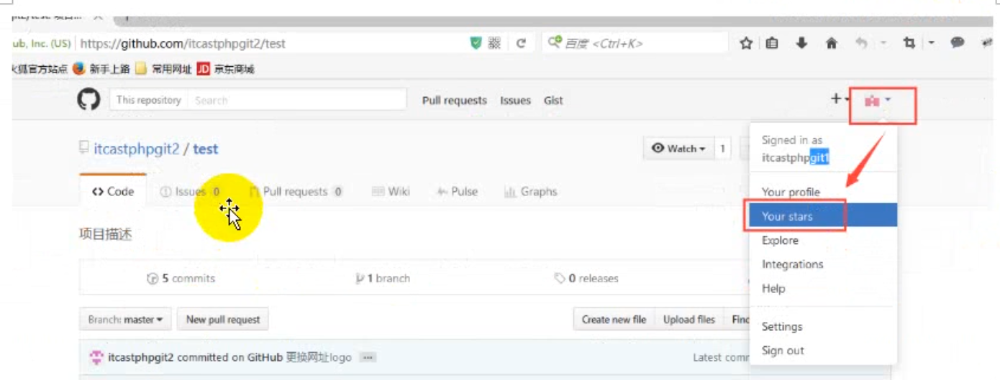 ub, Inc. (US) https://github.com/itcastphpgit2/test 百度 <Ctrl+K>
火狐官方站点 新手上路 常用网址 JD 京东商城
This repository Search Pull requests Issues Gist
itcastphpgit2 / test Watch 1
Signed in as
itcastphpgit1
Code Issues 0 Pull requests 0 Wiki Pulse Graphs
Your profile
Your stars
项目描述
Explore
Integrations
5 commits 1 branch 0 releases
Help
Branch: master New pull request Create new file Upload files Find
Settings
Sign out
itcastphpgit2 committed on GitHub 更换网址logo ... Latest comm